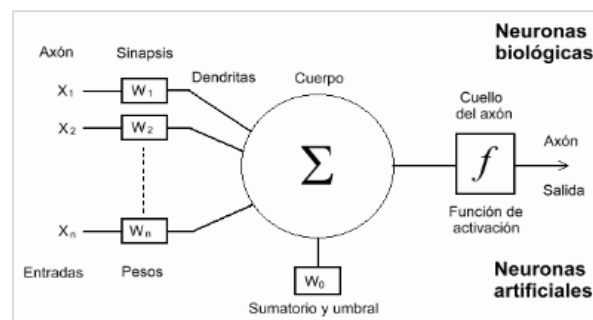 Neuronas
biológicas
Axón
Sinapsis
Dendritas
Cuerpo
Cuello
del axón
X1
W1
X2
W2
Σ
f
Axón
Salida
Xn
Wn
Función de
activación
Entradas
Pesos
W0
Sumatorio y umbral
Neuronas
artificiales